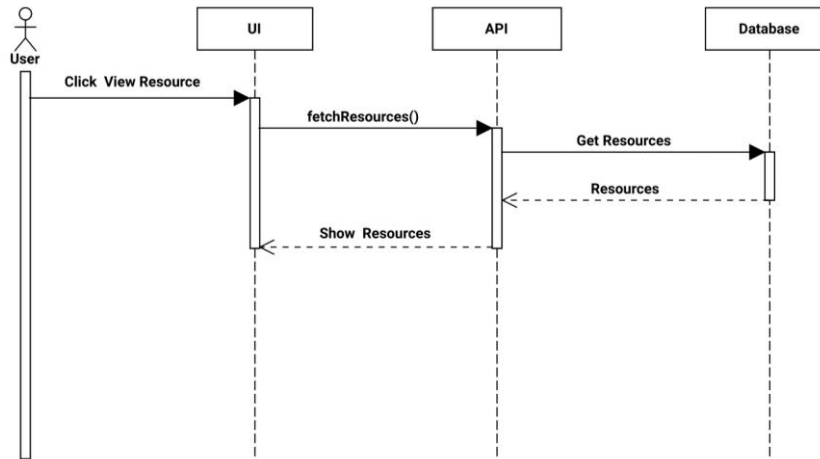 User
UI
API
Database
Click View Resource
fetchResources()
Get Resources
Resources
Show Resources